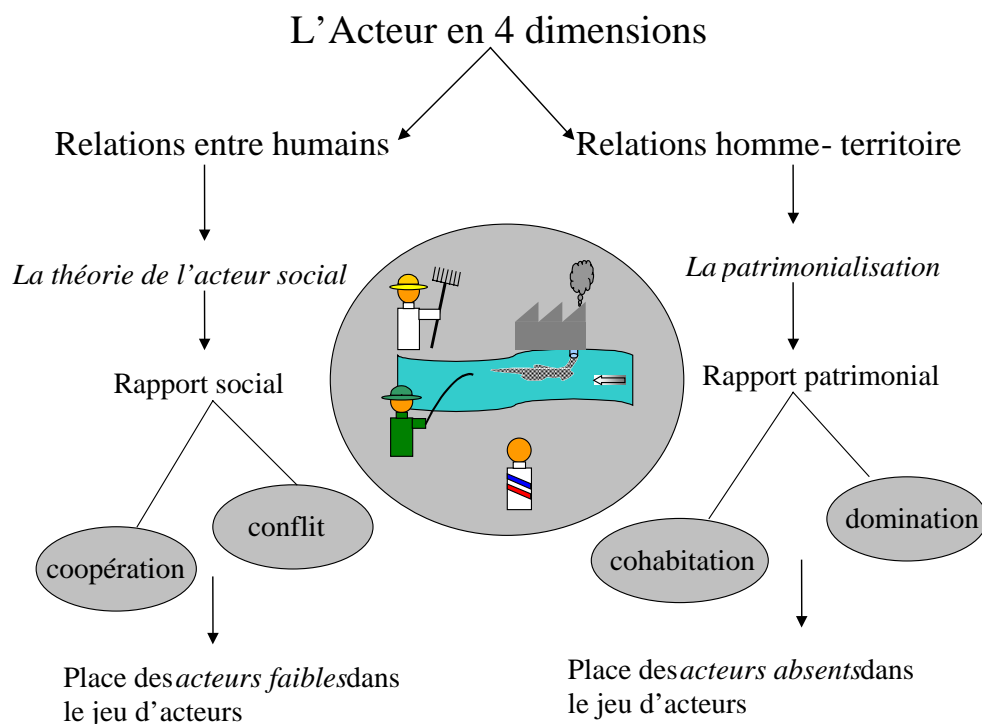 L'Acteur en 4 dimensions
Relations entre humains
Relations homme- territoire
La théorie de l'acteur social
La patrimonialisation
Rapport social
Rapport patrimonial
conflit
coopération
domination
cohabitation
Place des acteurs faibles dans
le jeu d'acteurs
Place des acteurs absents dans
le jeu d'acteurs